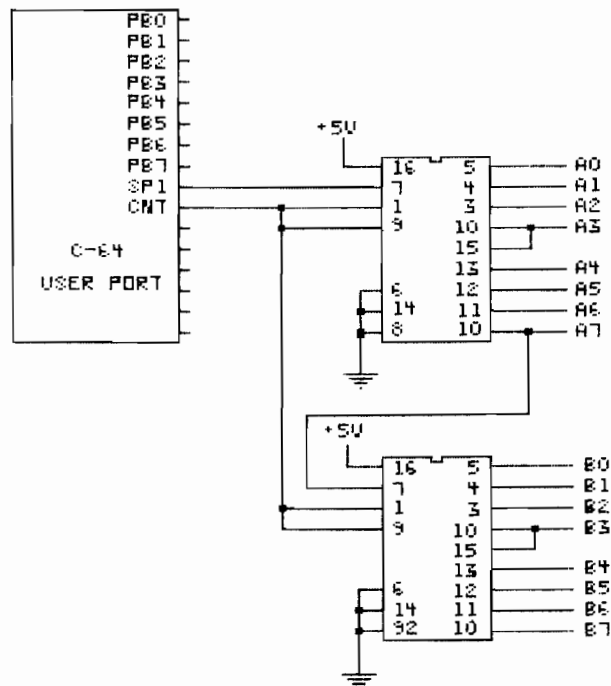 PB0
PB1
PB2
PB3
PB4
PB5
PB6
PB7
SP1
CNT
C-64
USER PORT
+5V
16 5 A0
7 4 A1
1 3 A2
9 10 A3
15
13 A4
6 12 A5
14 11 A6
8 10 A7
+5V
16 5 B0
7 4 B1
1 3 B2
9 10 B3
15
13 B4
6 12 B5
14 11 B6
92 10 B7